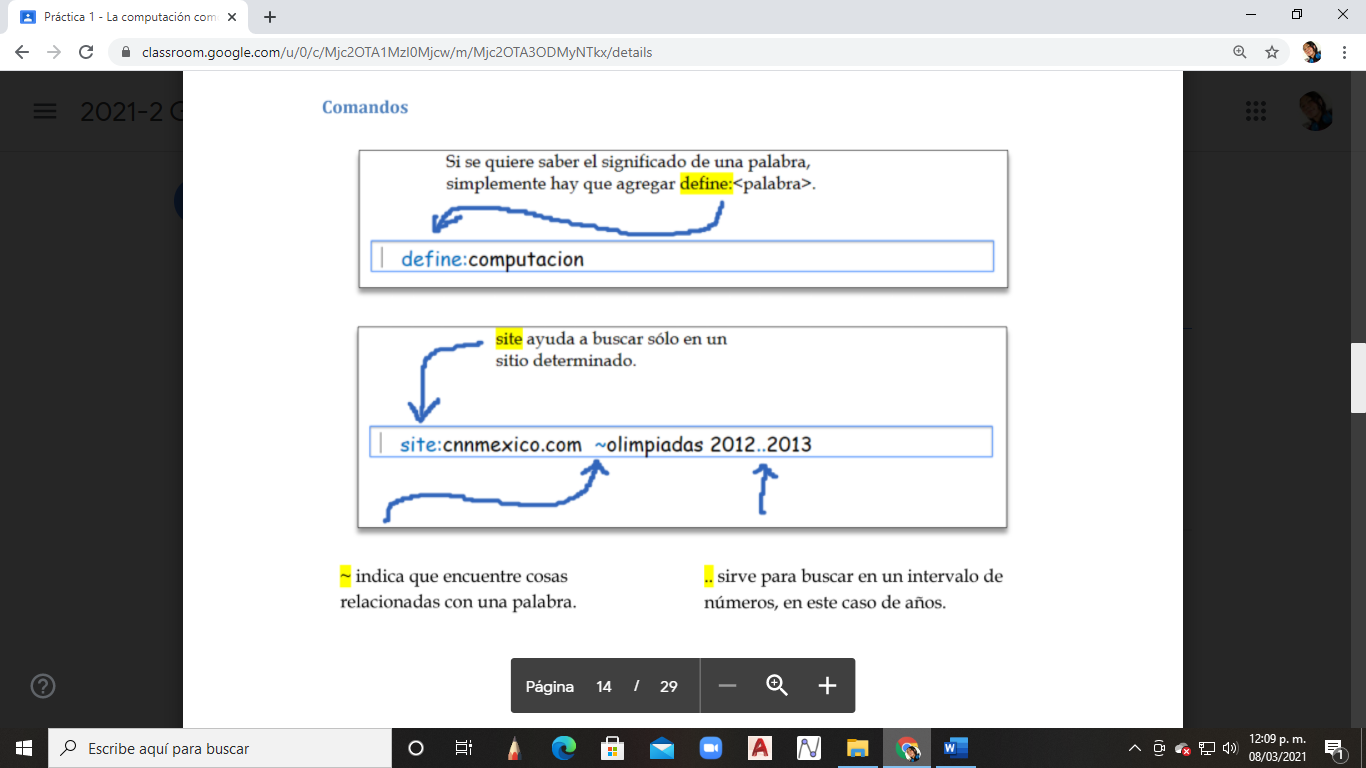 Práctica 1 - La computación com
classroom.google.com/u/0/c/Mjc2OTA1MzI0Mjcw/m/Mjc2OTA3ODMyNTkx/details
2021-2 G
Comandos
Si se quiere saber el significado de una palabra,
simplemente hay que agregar define:<palabra>.
define:computacion
site ayuda a buscar sólo en un
sitio determinado.
site:cnnmexico.com ~olimpiadas 2012..2013
~ indica que encuentre cosas
relacionadas con una palabra.
.. sirve para buscar en un intervalo de
números, en este caso de años.
Página 14 / 29
Escribe aquí para buscar
12:09 p. m.
08/03/2021
1